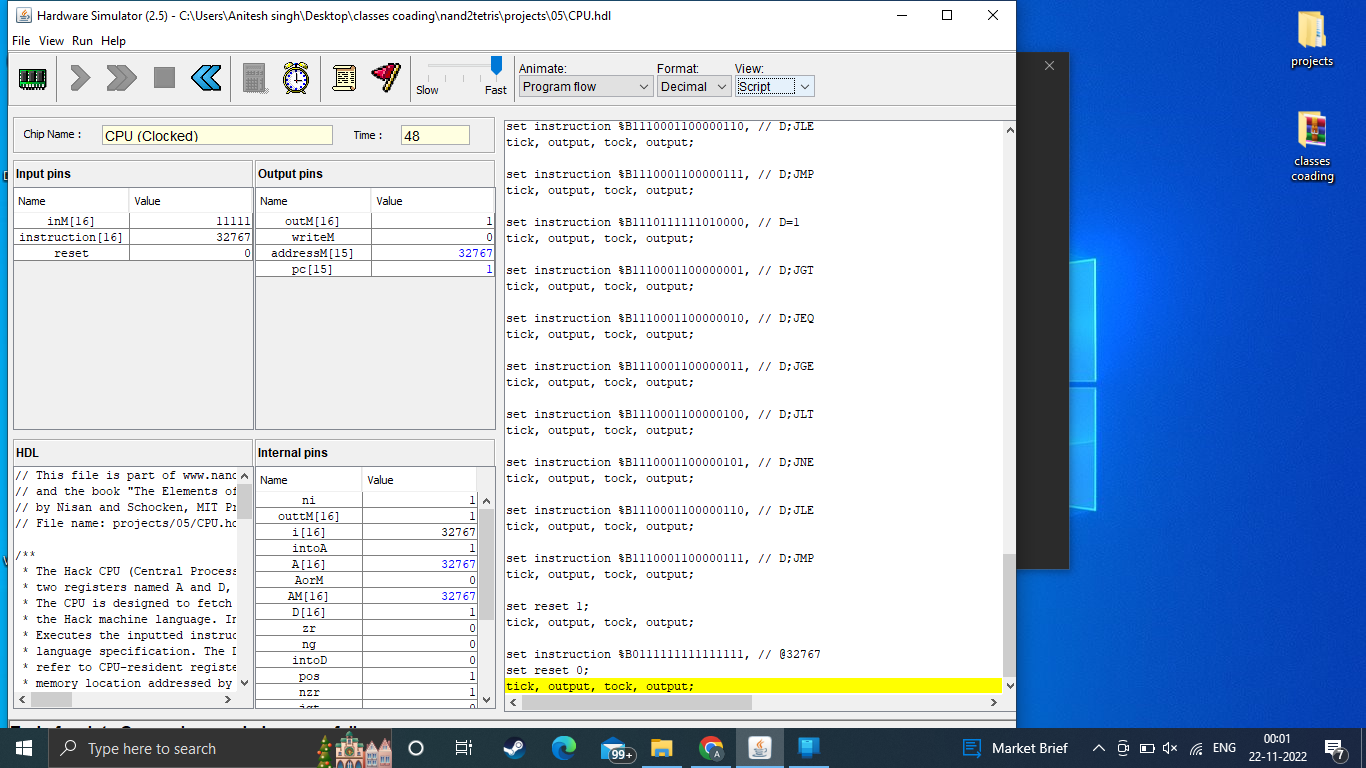 Hardware Simulator (2.5) - C:\Users\Anitesh singh\Desktop\classes coading\nand2tetris\projects\05\CPU.hdl
File View Run Help
Slow Fast
Animate: Format: View:
Program flow Decimal Script
Chip Name : CPU (Clocked) Time : 48
Input pins
Name Value
inM[16] 11111
instruction[16] 32767
reset 0
Output pins
Name Value
outM[16] 1
writeM 0
addressM[15] 32767
pc[15] 1
HDL
// This file is part of www.nand
// and the book "The Elements of
// by Nisan and Schocken, MIT Pr
// File name: projects/05/CPU.hd
/**
* The Hack CPU (Central Process
* two registers named A and D,
* The CPU is designed to fetch
* the Hack machine language. In
* Executes the inputted instruc
* language specification. The D
* refer to CPU-resident registe
* memory location addressed by
Internal pins
Name Value
ni 1
outtM[16] 1
i[16] 32767
intoA 1
A[16] 32767
AorM 0
AM[16] 32767
D[16] 1
zr 0
ng 0
intoD 0
pos 1
nzr 1
set instruction %B1110001100000110, // D;JLE
tick, output, tock, output;
set instruction %B1110001100000111, // D;JMP
tick, output, tock, output;
set instruction %B1110111111010000, // D=1
tick, output, tock, output;
set instruction %B1110001100000001, // D;JGT
tick, output, tock, output;
set instruction %B1110001100000010, // D;JEQ
tick, output, tock, output;
set instruction %B1110001100000011, // D;JGE
tick, output, tock, output;
set instruction %B1110001100000100, // D;JLT
tick, output, tock, output;
set instruction %B1110001100000101, // D;JNE
tick, output, tock, output;
set instruction %B1110001100000110, // D;JLE
tick, output, tock, output;
set instruction %B1110001100000111, // D;JMP
tick, output, tock, output;
set reset 1;
tick, output, tock, output;
set instruction %B0111111111111111, // @32767
set reset 0;
tick, output, tock, output;
projects
classes
coading
Type here to search
99+
A
Market Brief
ENG
00:01
22-11-2022
7